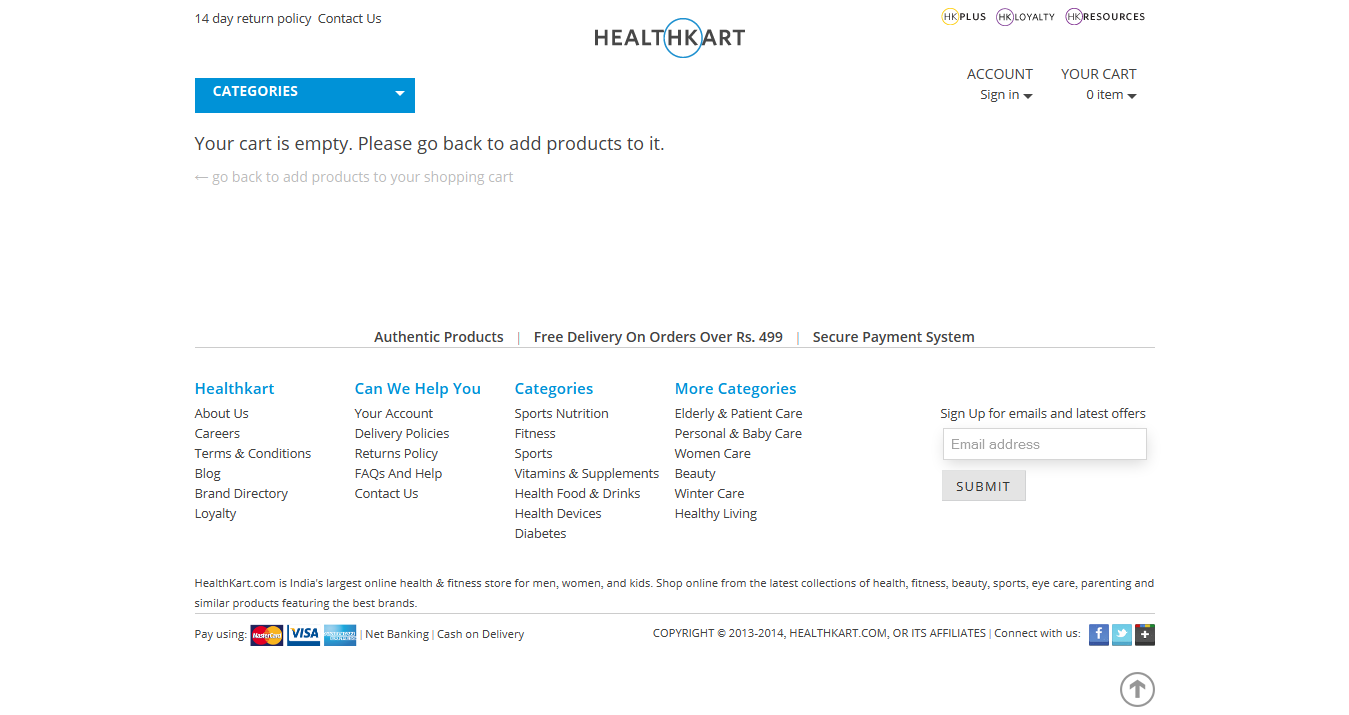 14 day return policy Contact Us
HKPLUS HKLOYALTY HKRESOURCES
HEALTHKART
CATEGORIES
ACCOUNT YOUR CART
Sign in 0 item
Your cart is empty. Please go back to add products to it.
← go back to add products to your shopping cart
Authentic Products | Free Delivery On Orders Over Rs. 499 | Secure Payment System
Healthkart
About Us
Careers
Terms & Conditions
Blog
Brand Directory
Loyalty
Can We Help You
Your Account
Delivery Policies
Returns Policy
FAQs And Help
Contact Us
Categories
Sports Nutrition
Fitness
Sports
Vitamins & Supplements
Health Food & Drinks
Health Devices
Diabetes
More Categories
Elderly & Patient Care
Personal & Baby Care
Women Care
Beauty
Winter Care
Healthy Living
Sign Up for emails and latest offers
Email address
SUBMIT
HealthKart.com is India's largest online health & fitness store for men, women, and kids. Shop online from the latest collections of health, fitness, beauty, sports, eye care, parenting and
similar products featuring the best brands.
Pay using: MasterCard VISA AMERICAN EXPRESS | Net Banking | Cash on Delivery
COPYRIGHT © 2013-2014, HEALTHKART.COM, OR ITS AFFILIATES | Connect with us: